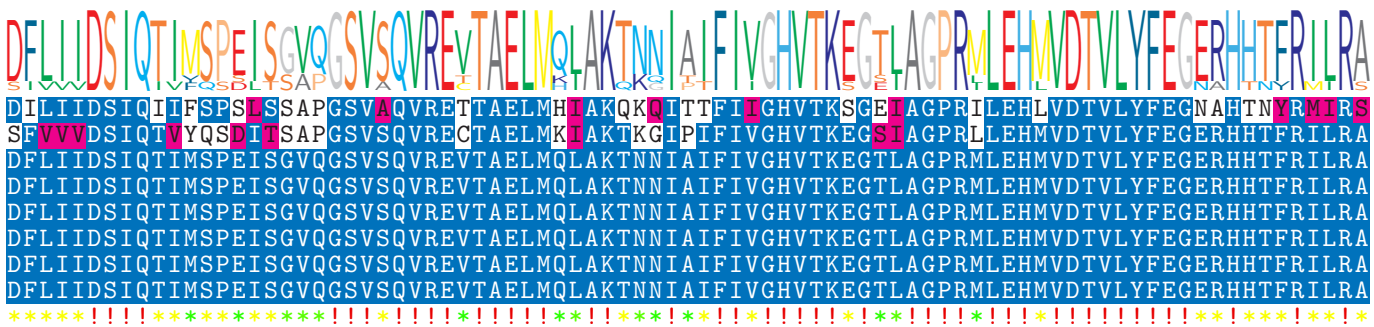 DFLIIDSIQTIMSPEISGVQGSVSQVREVTAELMQLAKTNNIAIFIVGHVTKEGTLAGPRMLEHMVDTVLYFEGERHHTFRILRA
DILIIDSIQIIFSPSLSSAPGSVAQVRETTAELMHIAKQKQITTFIIGHVTKSGEIAGPRILEHLVDTVLYFEGNAHTNYRMIRS
SFVVVDSIQTVYQSDITSAPGSVSQVRECTAELMKIAKTKGIPIFIVGHVTKEGSIAGPRLLEHMVDTVLYFEGERHHTFRILRA
DFLIIDSIQTIMSPEISGVQGSVSQVREVTAELMQLAKTNNIAIFIVGHVTKEGTLAGPRMLEHMVDTVLYFEGERHHTFRILRA
DFLIIDSIQTIMSPEISGVQGSVSQVREVTAELMQLAKTNNIAIFIVGHVTKEGTLAGPRMLEHMVDTVLYFEGERHHTFRILRA
DFLIIDSIQTIMSPEISGVQGSVSQVREVTAELMQLAKTNNIAIFIVGHVTKEGTLAGPRMLEHMVDTVLYFEGERHHTFRILRA
DFLIIDSIQTIMSPEISGVQGSVSQVREVTAELMQLAKTNNIAIFIVGHVTKEGTLAGPRMLEHMVDTVLYFEGERHHTFRILRA
DFLIIDSIQTIMSPEISGVQGSVSQVREVTAELMQLAKTNNIAIFIVGHVTKEGTLAGPRMLEHMVDTVLYFEGERHHTFRILRA
DFLIIDSIQTIMSPEISGVQGSVSQVREVTAELMQLAKTNNIAIFIVGHVTKEGTLAGPRMLEHMVDTVLYFEGERHHTFRILRA
*****!!!!***********!!!*!!!!*!!!!!**!!***!**!!*!!!!!*!**!!!!*!!!*!!!!!!!!!**!***!**!*